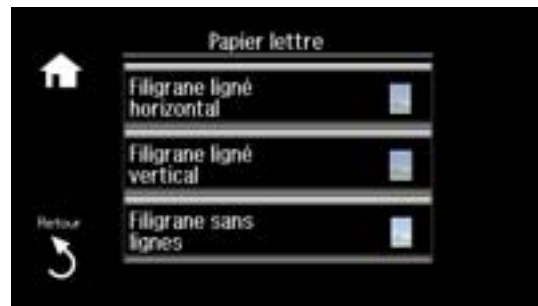 Papier lettre
Filigrane ligné
horizontal
Filigrane ligné
vertical
Retour
Filigrane sans
lignes